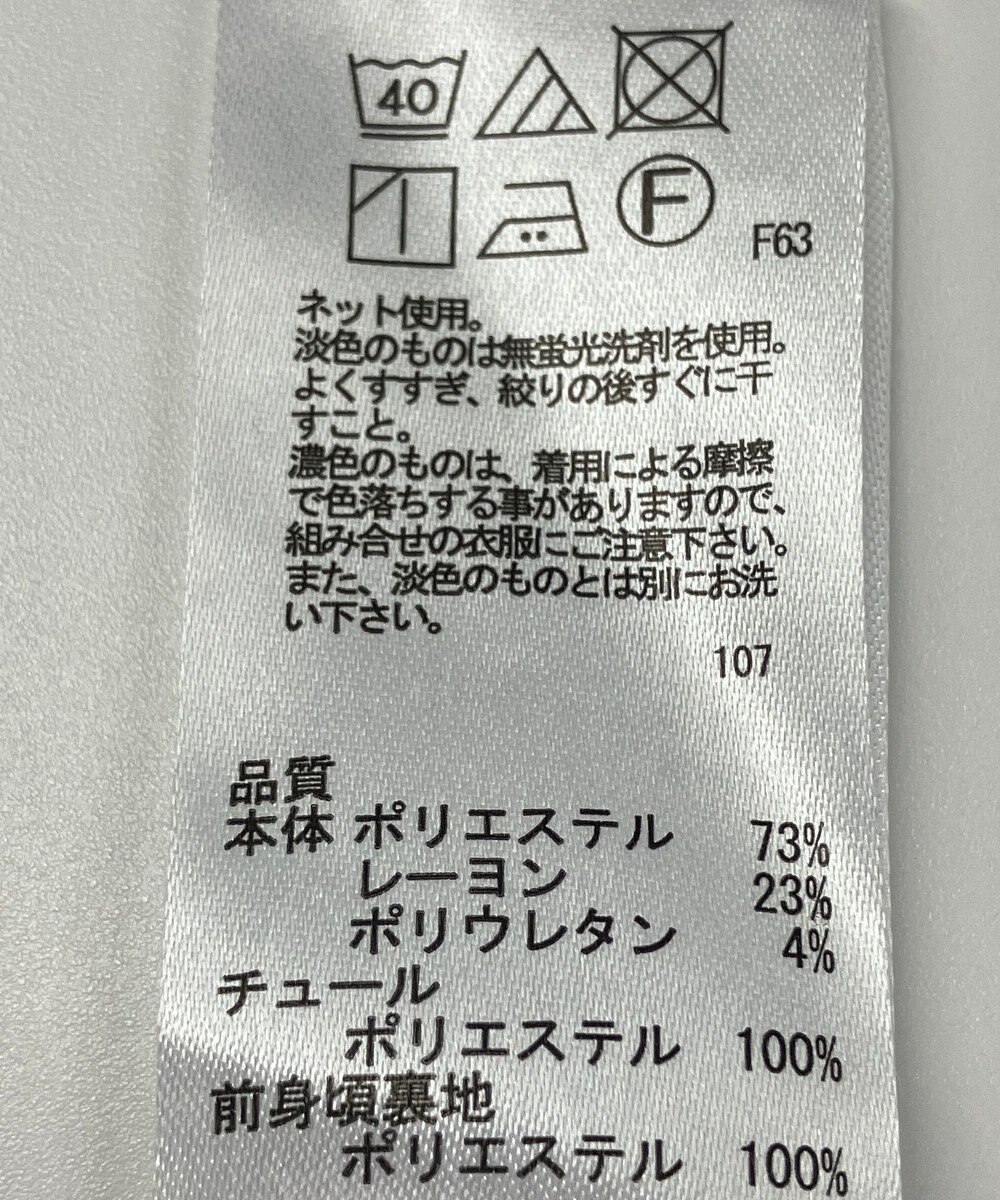 40
F
F63
ネット使用。
淡色のものは無蛍光洗剤を使用。
よくすすぎ、絞りの後すぐに干
すこと。
濃色のものは、着用による摩擦
で色落ちする事がありますので、
組み合せの衣服にご注意下さい。
また、淡色のものとは別にお洗
い下さい。
107
品質
本体 ポリエステル 73%
レーヨン 23%
ポリウレタン 4%
チュール
ポリエステル 100%
前身頃裏地
ポリエステル 100%